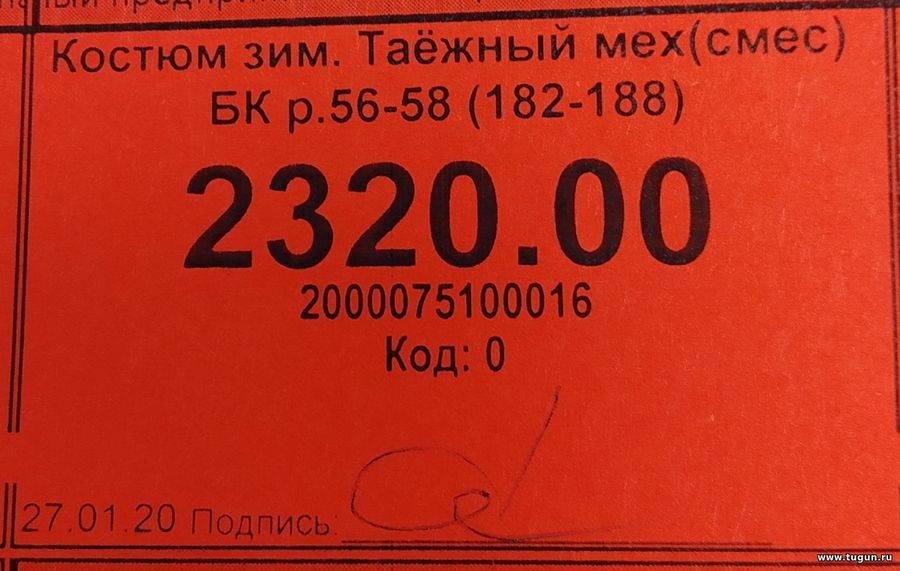 Костюм зим. Таёжный мех(смес)
БК р.56-58 (182-188)
2320.00
2000075100016
Код: 0
27.01.20 Подпись:
www.tugun.ru